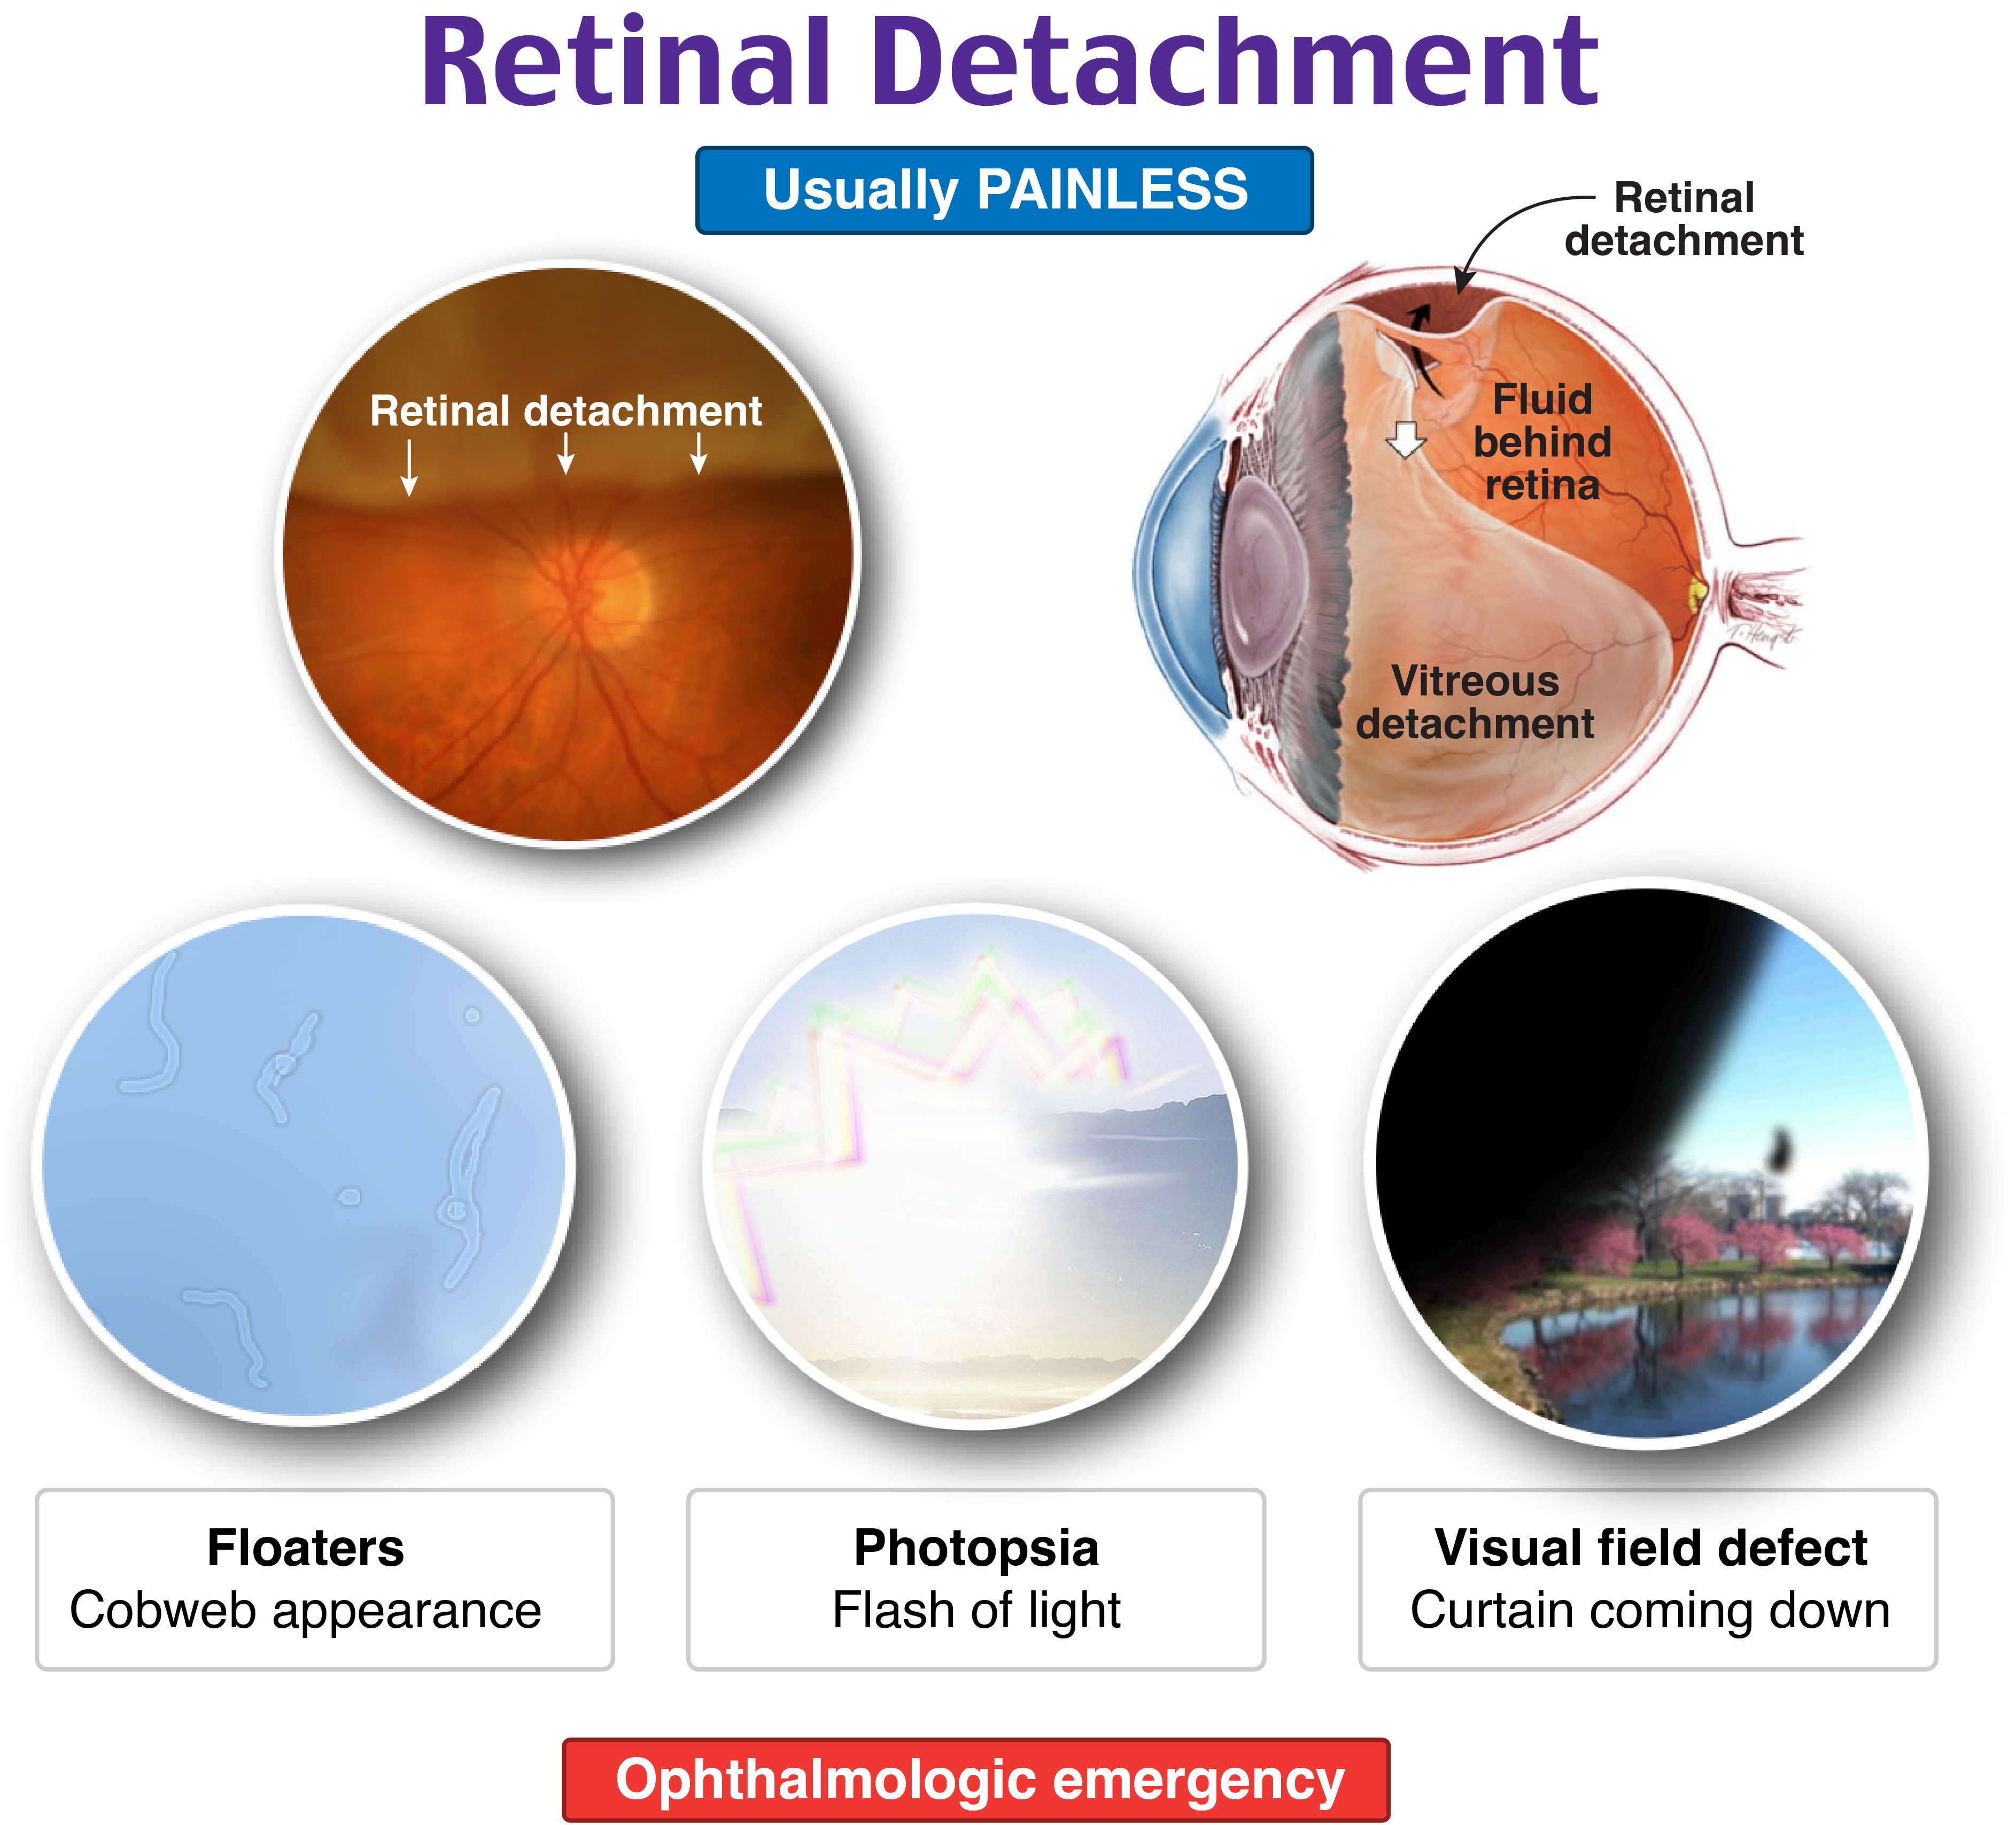 Retinal Detachment
Usually PAINLESS
Retinal
detachment
Retinal detachment
Fluid
behind
retina
Vitreous
detachment
Floaters
Cobweb appearance
Photopsia
Flash of light
Visual field defect
Curtain coming down
Ophthalmologic emergency